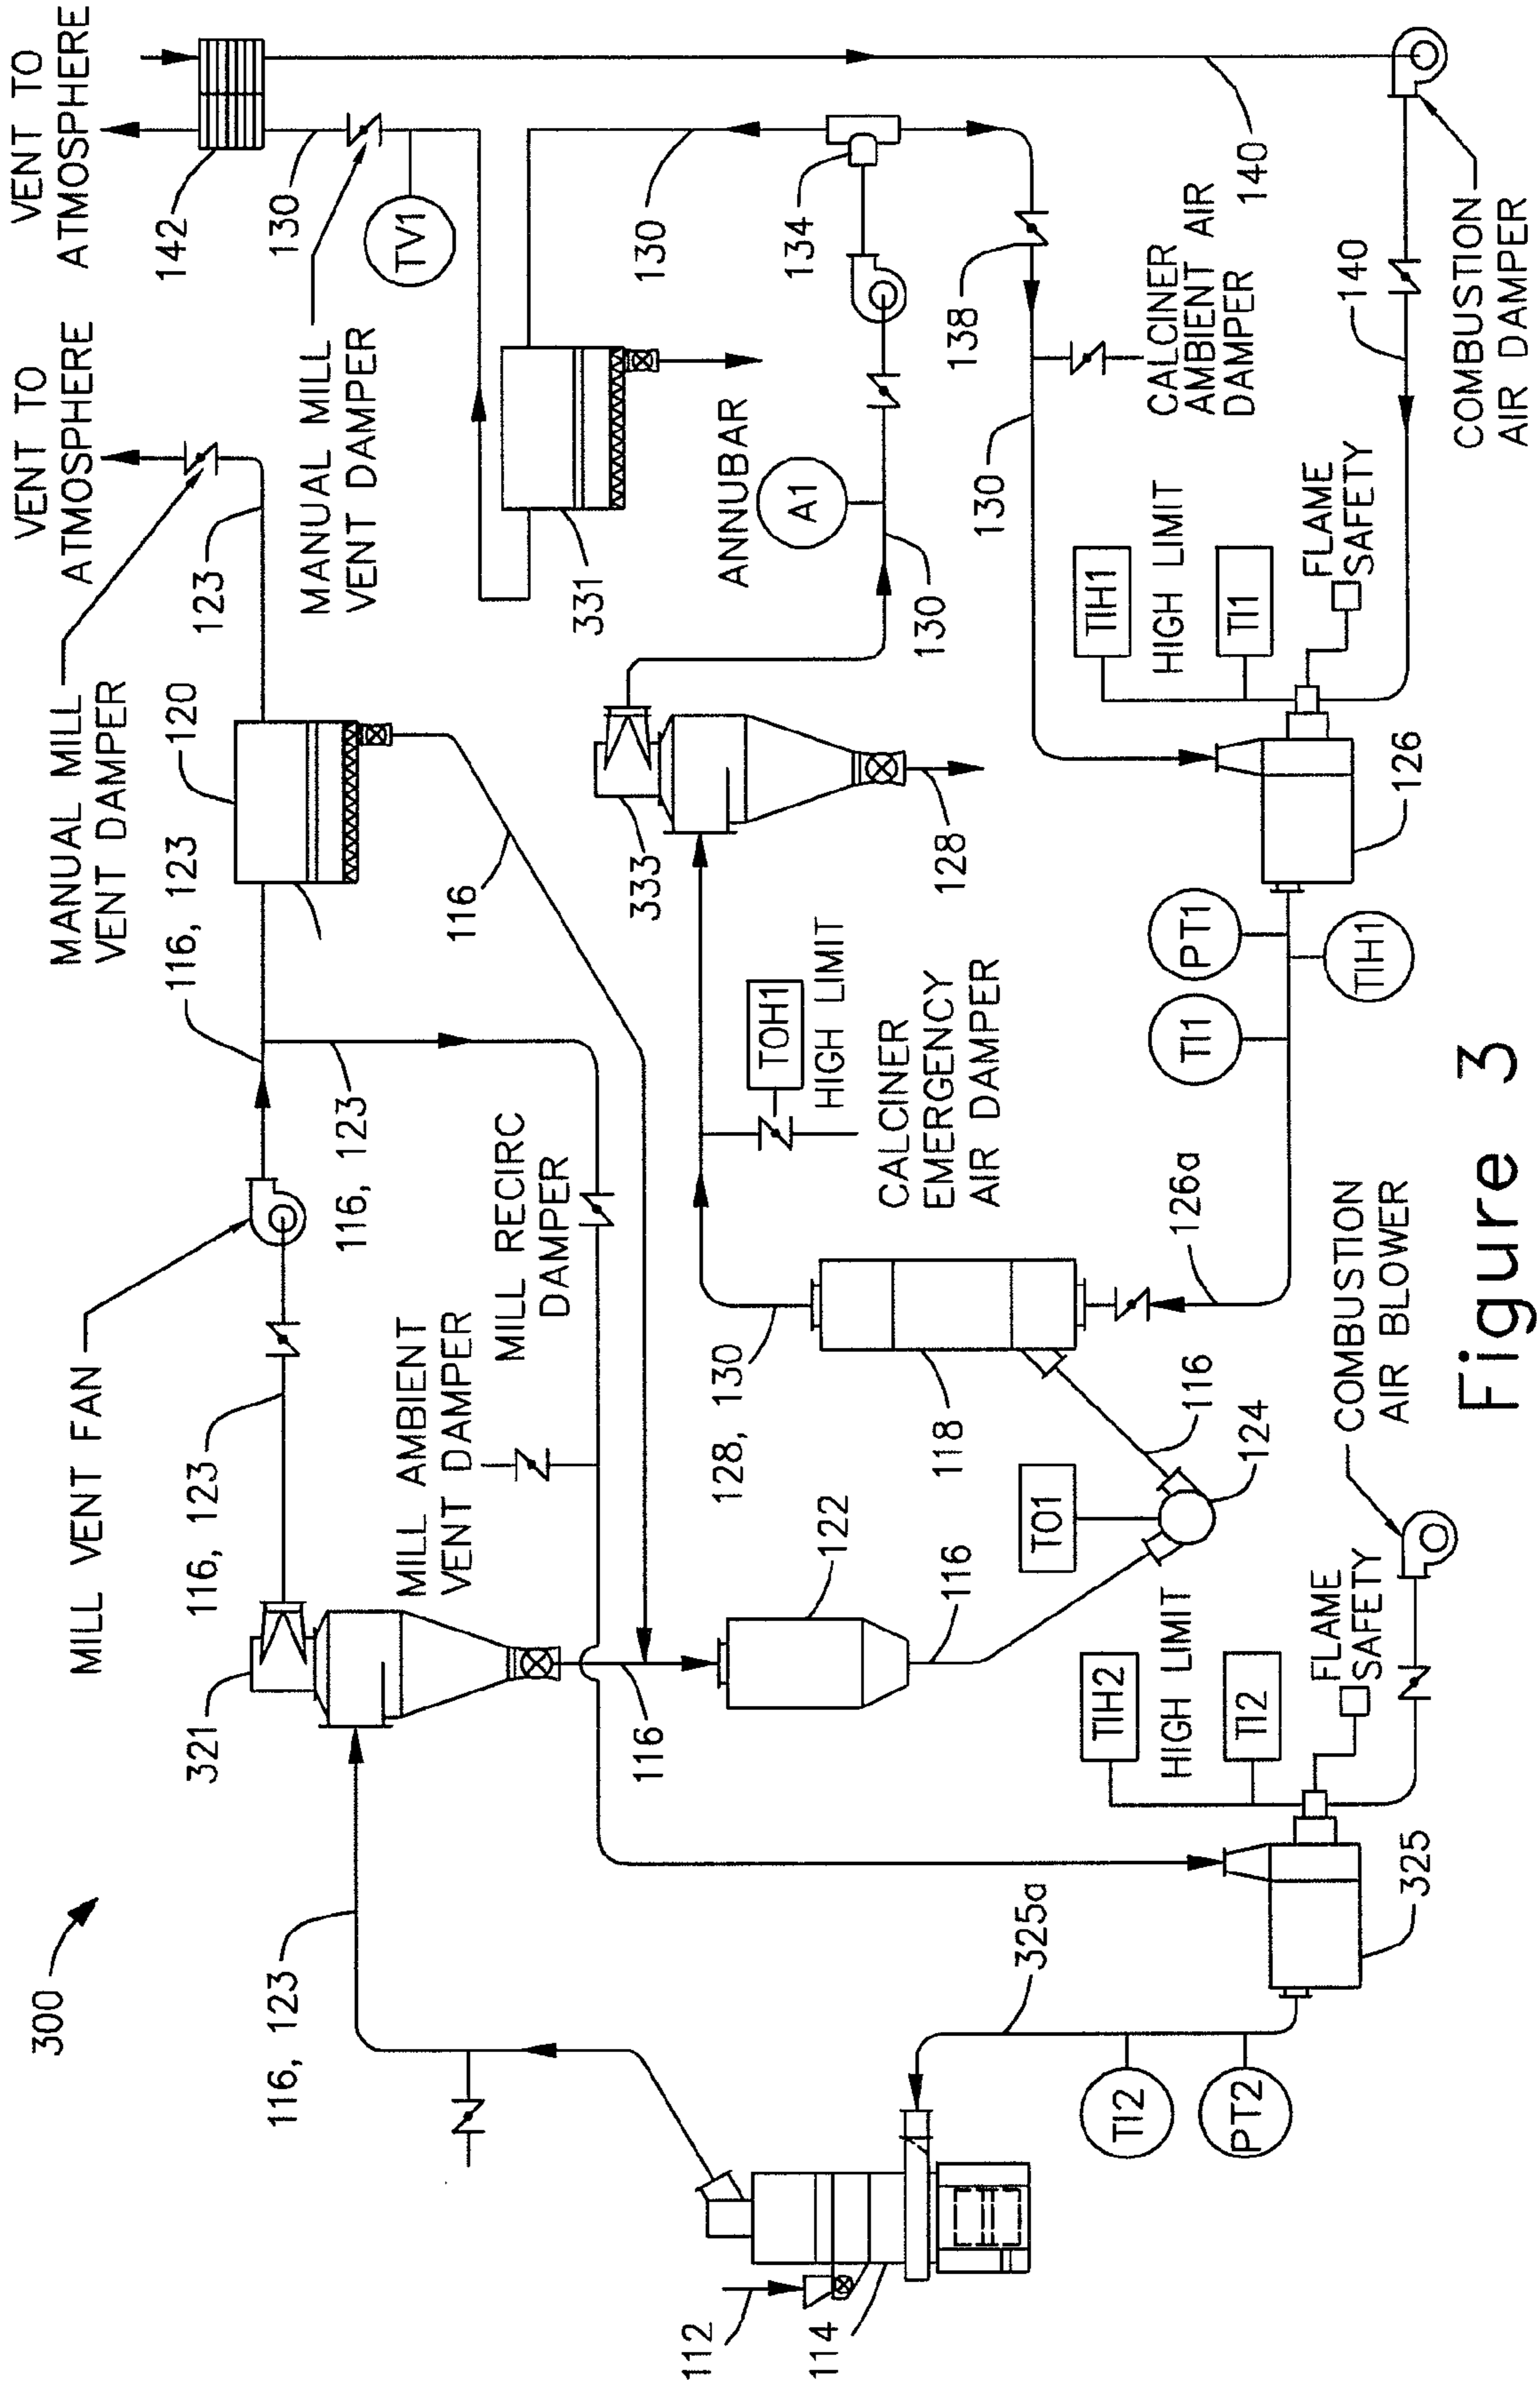 300
MILL VENT FAN
MANUAL MILL
VENT DAMPER
VENT TO
ATMOSPHERE
VENT TO
ATMOSPHERE
321
116, 123
116, 123
116, 123
120
123
142
130
MANUAL MILL
VENT DAMPER
TV1
116, 123
116, 123
MILL AMBIENT
VENT DAMPER
MILL RECIRC
DAMPER
116
331
130
134
112
114
116
122
128, 130
TOH1
HIGH LIMIT
333
ANNUBAR
A1
130
138
CALCINER
EMERGENCY
AIR DAMPER
128
130
CALCINER
AMBIENT AIR
DAMPER
140
116
118
TO1
116
124
126a
TI1
PT1
TIH1
TIH1
HIGH LIMIT
TI1
FLAME
SAFETY
126
140
COMBUSTION
AIR DAMPER
325a
TI2
PT2
TIH2
HIGH LIMIT
TI2
FLAME
SAFETY
325
COMBUSTION
AIR BLOWER
Figure 3